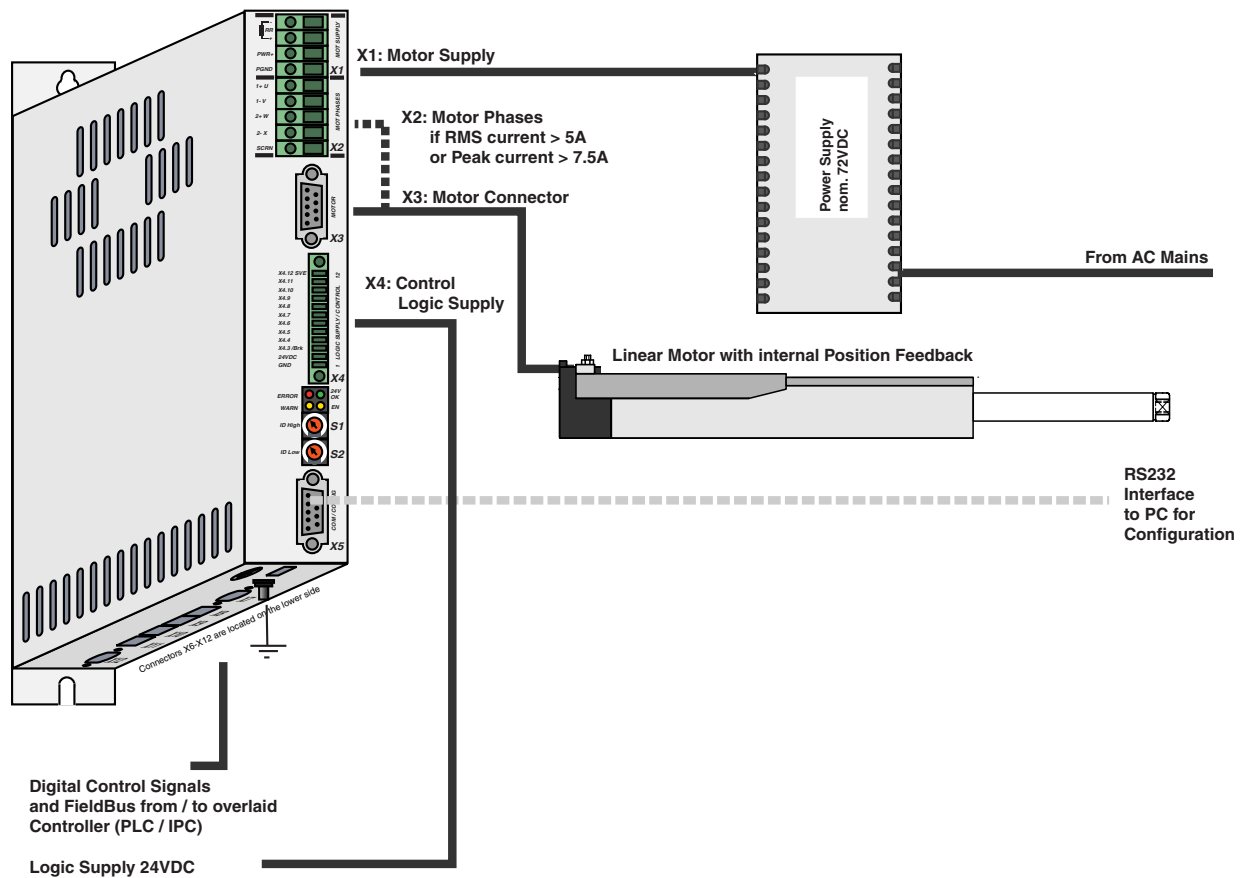 RR
MOT SUPPLY
PWR+
PGND
X1
1+ U
1- V
2+ W
2- X
SCRN
MOT PHASES
X2
MOTOR
X3
X4.12 SVE
X4.11
X4.10
X4.9
X4.8
X4.7
X4.6
X4.5
X4.4
X4.3 /Brk
24VDC
GND
1 LOGIC SUPPLY / CONTROL 12
X4
ERROR
24V
OK
WARN
EN
ID High
S1
ID Low
S2
X5
Connectors X6-X12 are located on the lower side
X1: Motor Supply
X2: Motor Phases
if RMS current > 5A
or Peak current > 7.5A
X3: Motor Connector
X4: Control
Logic Supply
Power Supply
nom. 72VDC
From AC Mains
Linear Motor with internal Position Feedback
RS232
Interface
to PC for
Configuration
Digital Control Signals
and FieldBus from / to overlaid
Controller (PLC / IPC)
Logic Supply 24VDC